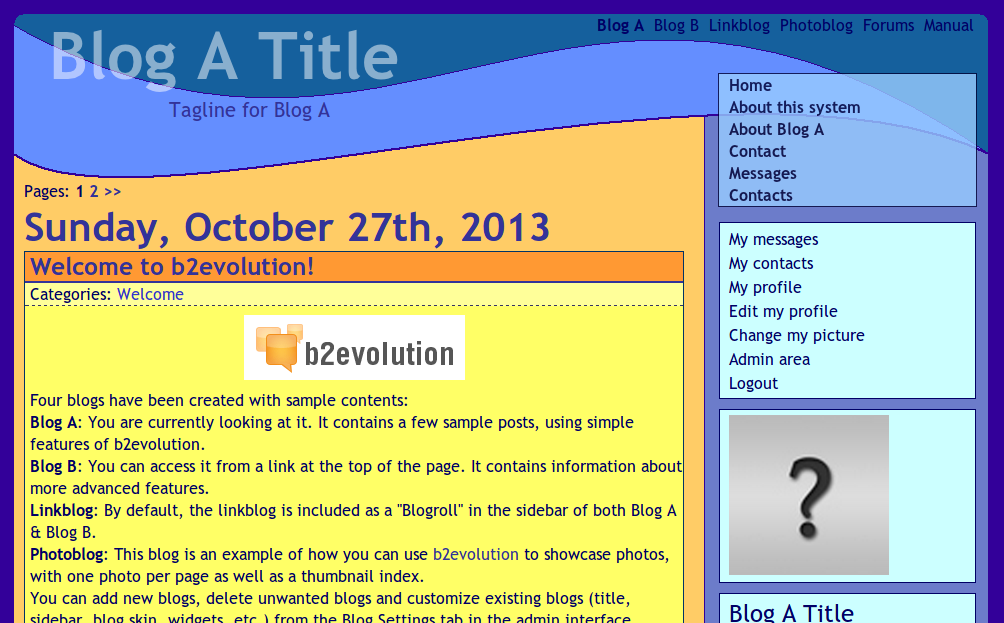 Blog A Blog B Linkblog Photoblog Forums Manual
Blog A Title
Tagline for Blog A
Home
About this system
About Blog A
Contact
Messages
Contacts
Pages: 1 2 >>
Sunday, October 27th, 2013
Welcome to b2evolution!
Categories: Welcome
b2evolution
Four blogs have been created with sample contents:
Blog A: You are currently looking at it. It contains a few sample posts, using simple
features of b2evolution.
Blog B: You can access it from a link at the top of the page. It contains information about
more advanced features.
Linkblog: By default, the linkblog is included as a "Blogroll" in the sidebar of both Blog A
& Blog B.
Photoblog: This blog is an example of how you can use b2evolution to showcase photos,
with one photo per page as well as a thumbnail index.
You can add new blogs, delete unwanted blogs and customize existing blogs (title,
sidebar, blog skin, widgets, etc.) from the Blog Settings tab in the admin interface.
My messages
My contacts
My profile
Edit my profile
Change my picture
Admin area
Logout
?
Blog A Title